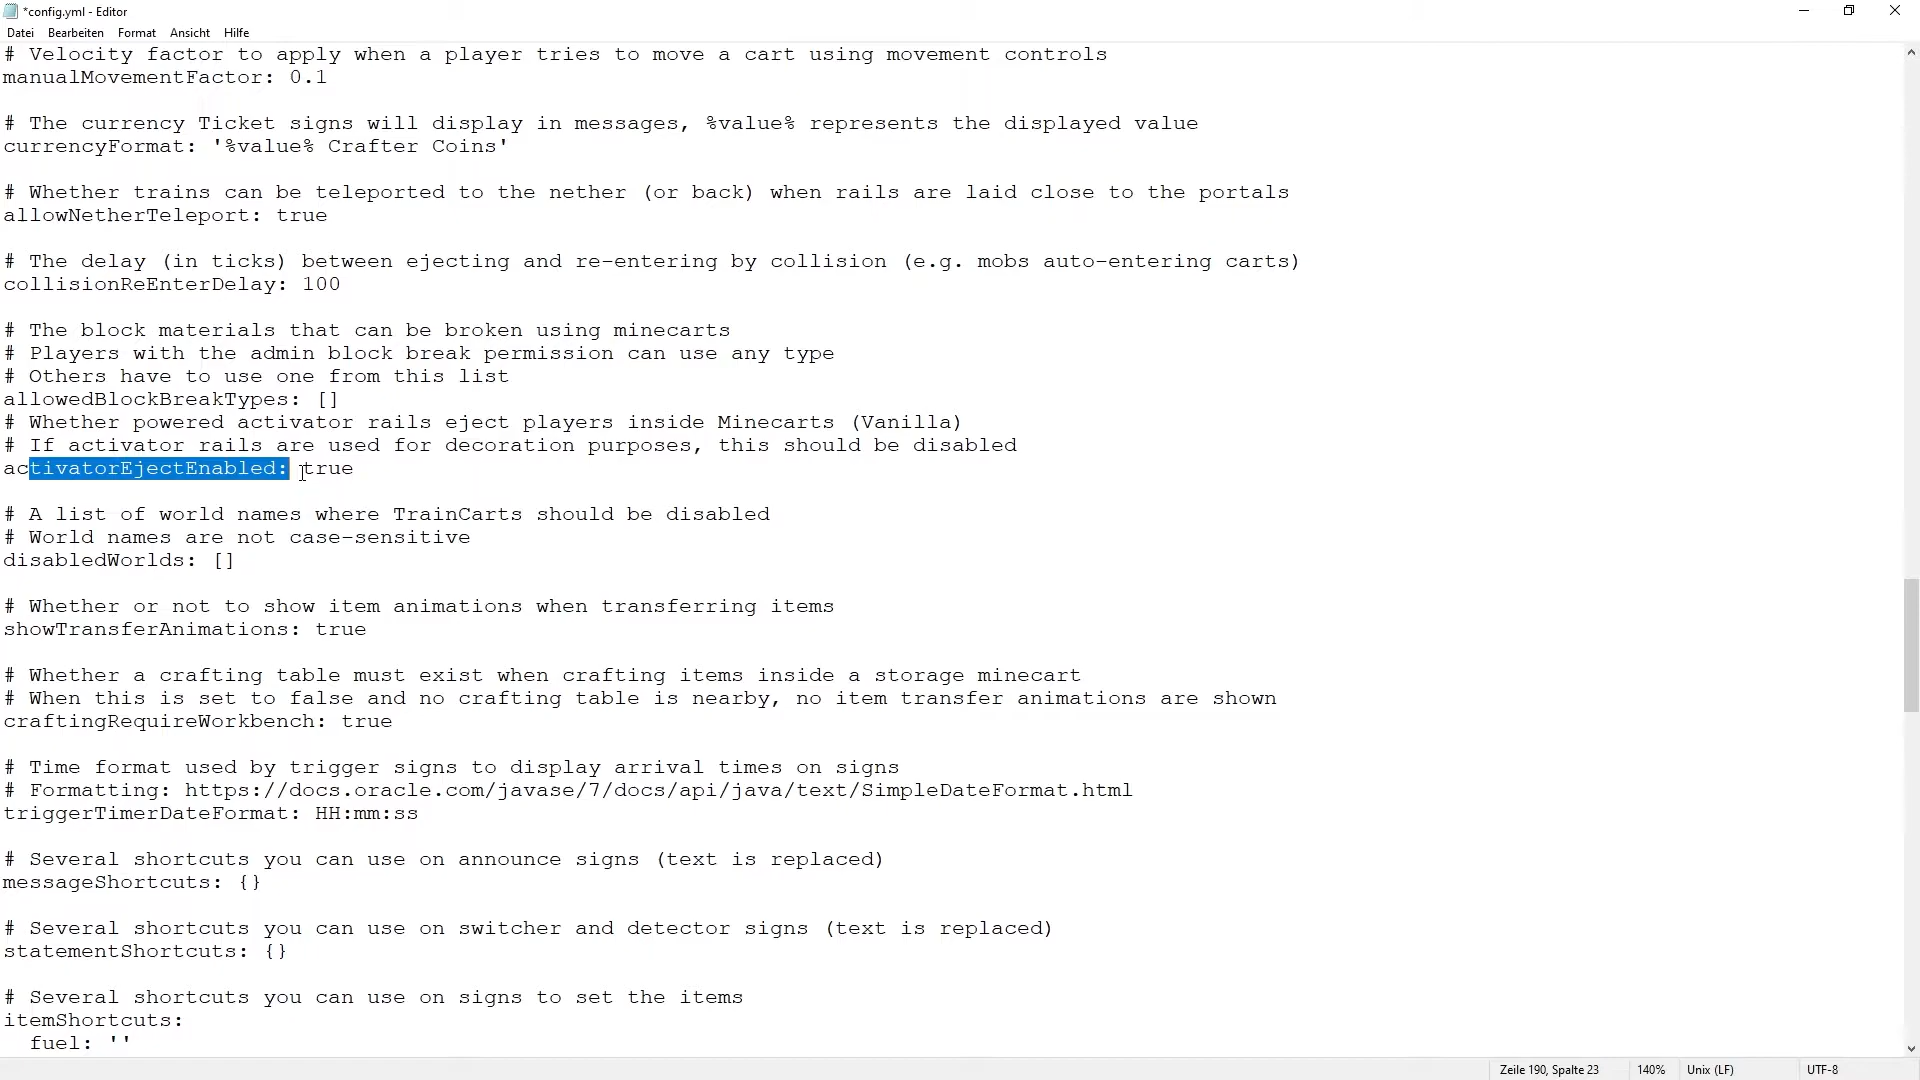 *config.yml - Editor
Datei Bearbeiten Format Ansicht Hilfe
# Velocity factor to apply when a player tries to move a cart using movement controls
manualMovementFactor: 0.1
# The currency Ticket signs will display in messages, %value% represents the displayed value
currencyFormat: '%value% Crafter Coins'
# Whether trains can be teleported to the nether (or back) when rails are laid close to the portals
allowNetherTeleport: true
# The delay (in ticks) between ejecting and re-entering by collision (e.g. mobs auto-entering carts)
collisionReEnterDelay: 100
# The block materials that can be broken using minecarts
# Players with the admin block break permission can use any type
# Others have to use one from this list
allowedBlockBreakTypes: []
# Whether powered activator rails eject players inside Minecarts (Vanilla)
# If activator rails are used for decoration purposes, this should be disabled
activatorEjectEnabled: true
# A list of world names where TrainCarts should be disabled
# World names are not case-sensitive
disabledWorlds: []
# Whether or not to show item animations when transferring items
showTransferAnimations: true
# Whether a crafting table must exist when crafting items inside a storage minecart
# When this is set to false and no crafting table is nearby, no item transfer animations are shown
craftingRequireWorkbench: true
# Time format used by trigger signs to display arrival times on signs
# Formatting: https://docs.oracle.com/javase/7/docs/api/java/text/SimpleDateFormat.html
triggerTimerDateFormat: HH:mm:ss
# Several shortcuts you can use on announce signs (text is replaced)
messageShortcuts: {}
# Several shortcuts you can use on switcher and detector signs (text is replaced)
statementShortcuts: {}
# Several shortcuts you can use on signs to set the items
itemShortcuts:
  fuel: ''
Zeile 190, Spalte 23 140% Unix (LF) UTF-8